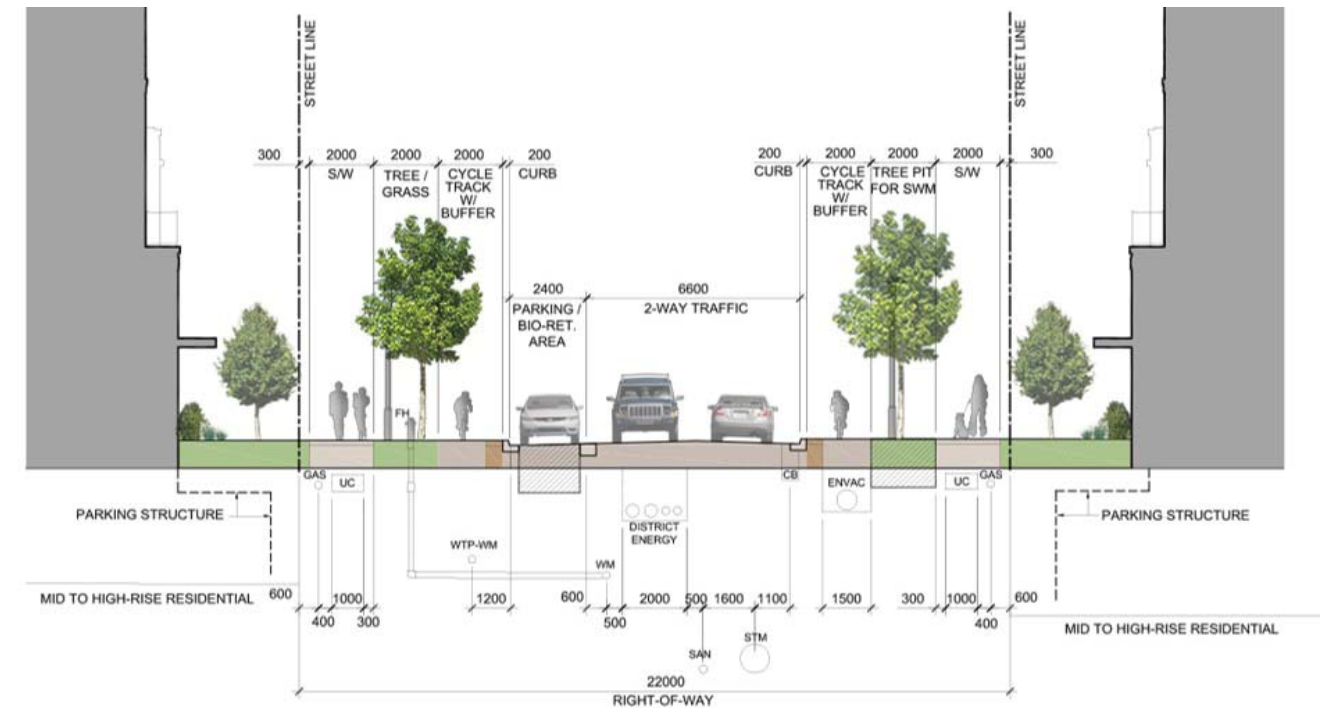 STREET LINE
STREET LINE
300
2000
2000
2000
200
200
2000
2000
2000
300
S/W
TREE /
GRASS
CYCLE
TRACK
W/
BUFFER
CURB
CURB
CYCLE
TRACK
W/
BUFFER
TREE PIT
FOR SWM
S/W
2400
6600
PARKING /
BIO-RET.
AREA
2-WAY TRAFFIC
FH
GAS
UC
CB
ENVAC
UC
GAS
PARKING STRUCTURE
DISTRICT
ENERGY
PARKING STRUCTURE
WTP-WM
WM
MID TO HIGH-RISE RESIDENTIAL
600
1000
1200
600
2000
500
1600
1100
1500
300
1000
600
400
300
500
400
MID TO HIGH-RISE RESIDENTIAL
SAN
STM
22000
RIGHT-OF-WAY